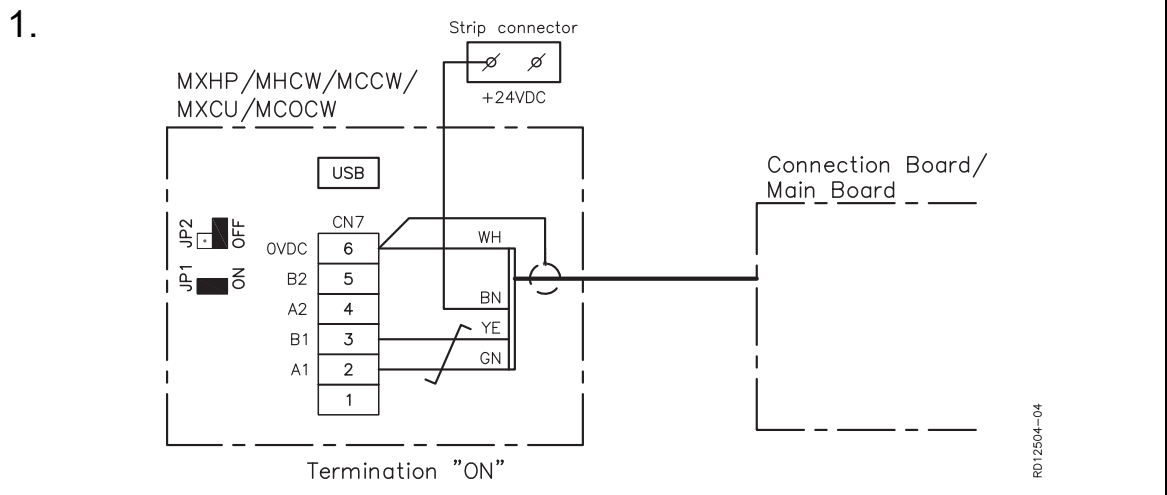 1.
Strip connector
+24VDC
MXHP/MHCW/MCCW/
MXCU/MCOCW
USB
Connection Board/
Main Board
JP2
OFF
JP1
ON
CN7
0VDC 6 WH
B2 5
A2 4 BN
B1 3 YE
A1 2 GN
1
Termination "ON"
RD12504-04